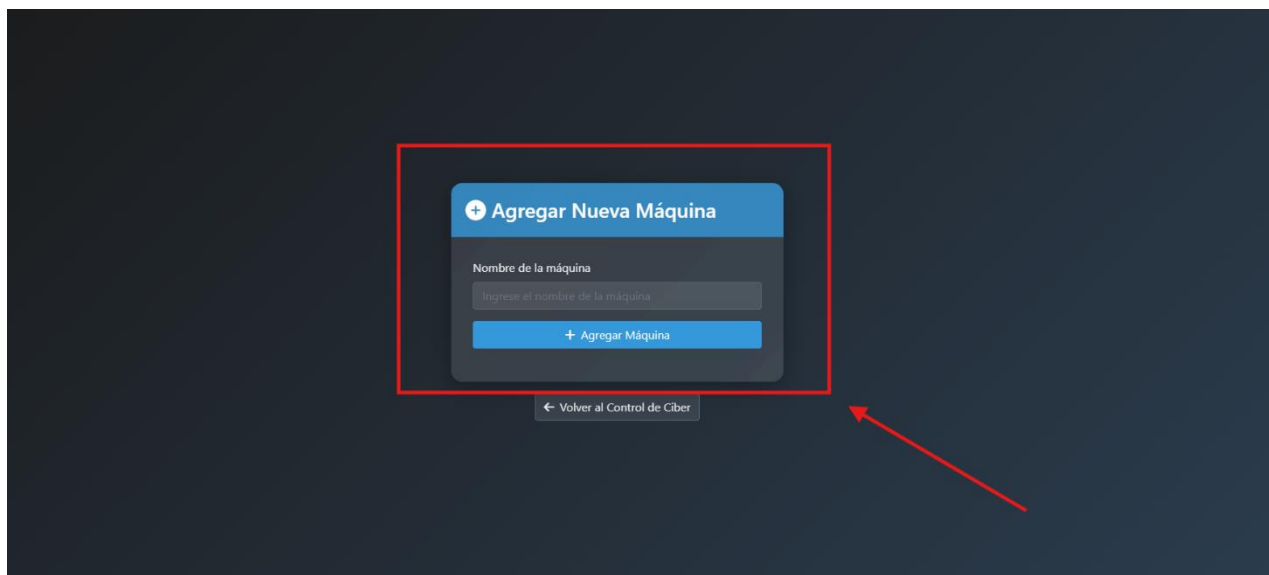 Agregar Nueva Máquina
Nombre de la máquina
Ingrese el nombre de la máquina
+ Agregar Máquina
← Volver al Control de Ciber